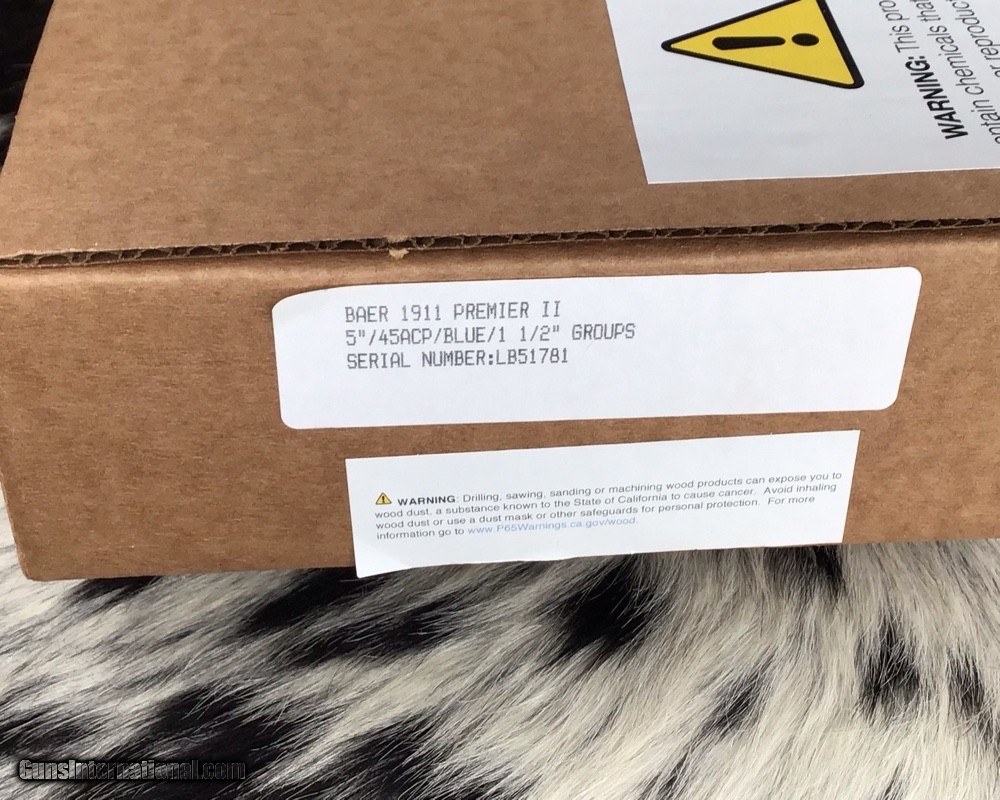 WARNING: This pro
contain chemicals tha
or reproduc
BAER 1911 PREMIER II
5"/45ACP/BLUE/1 1/2" GROUPS
SERIAL NUMBER:LB51781
WARNING: Drilling, sawing, sanding or machining wood products can expose you to
wood dust, a substance known to the State of California to cause cancer. Avoid inhaling
wood dust or use a dust mask or other safeguards for personal protection. For more
information go to www.P65Warnings.ca.gov/wood.
GunsInternational.com